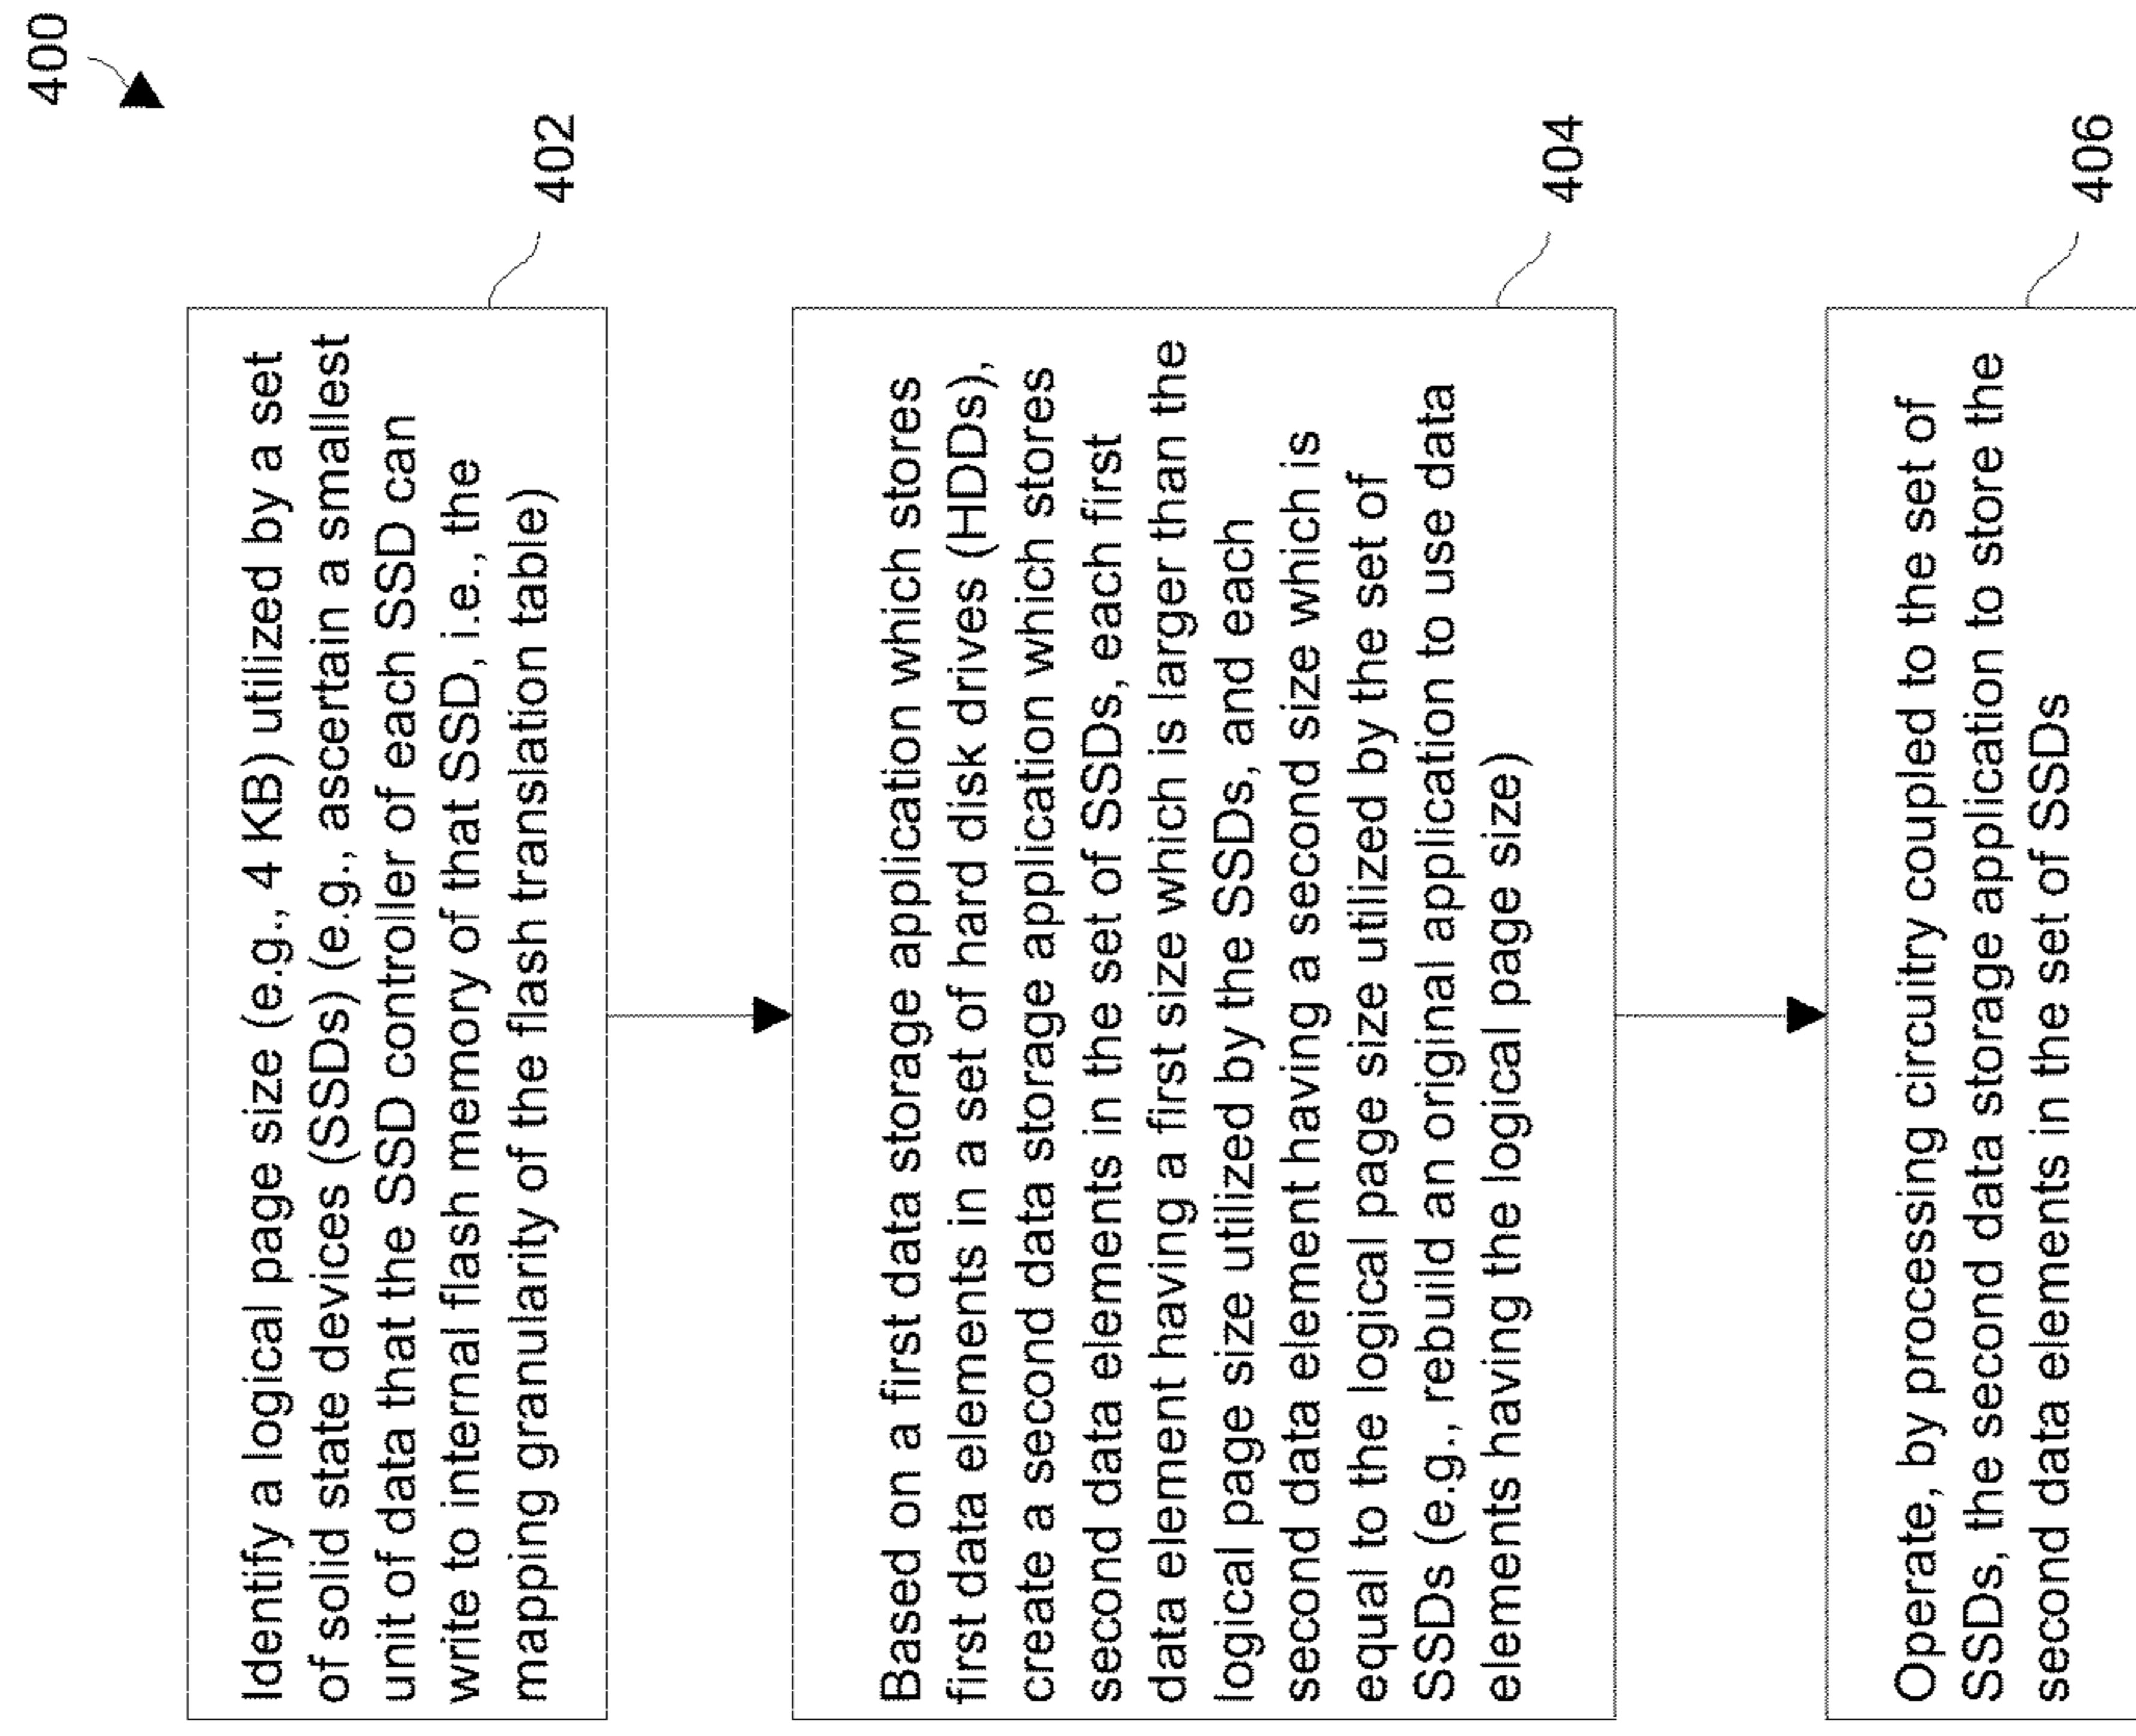 400
Identify a logical page size (e.g., 4 KB) utilized by a set
of solid state devices (SSDs) (e.g., ascertain a smallest
unit of data that the SSD controller of each SSD can
write to internal flash memory of that SSD, i.e., the
mapping granularity of the flash translation table)
402
Based on a first data storage application which stores
first data elements in a set of hard disk drives (HDDs),
create a second data storage application which stores
second data elements in the set of SSDs, each first
data element having a first size which is larger than the
logical page size utilized by the SSDs, and each
second data element having a second size which is
equal to the logical page size utilized by the set of
SSDs (e.g., rebuild an original application to use data
elements having the logical page size)
404
Operate, by processing circuitry coupled to the set of
SSDs, the second data storage application to store the
second data elements in the set of SSDs
406